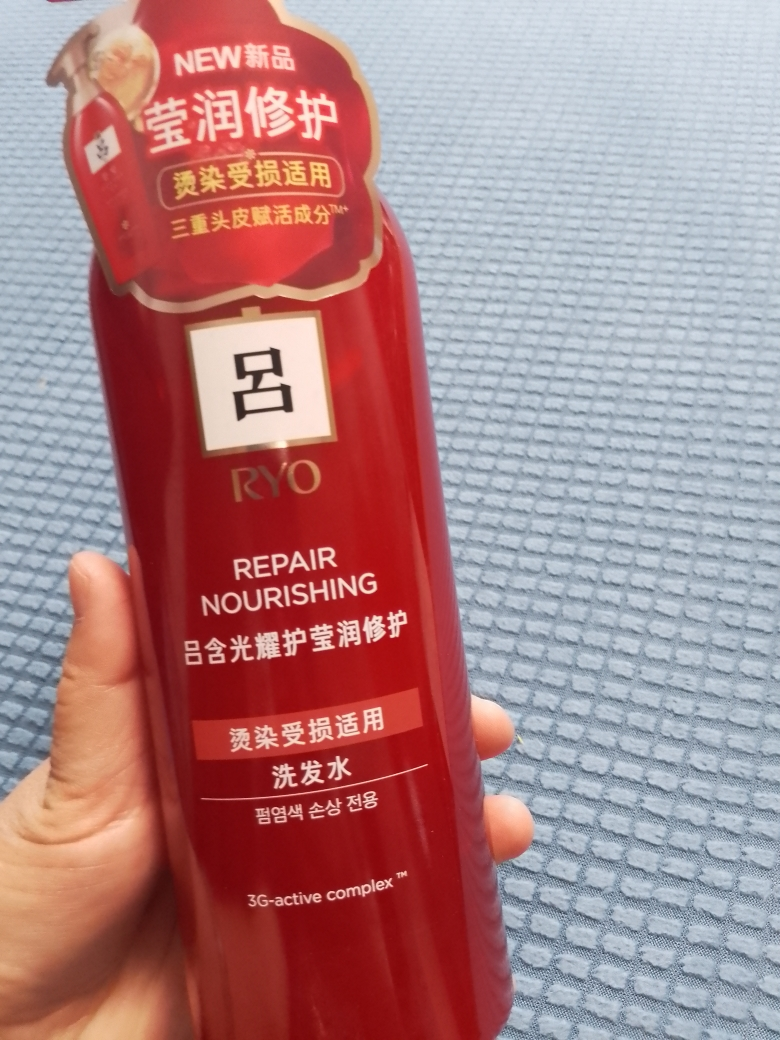 NEW新品
莹润修护
烫染受损适用
三重头皮赋活成分™*
吕
呂
RYO
REPAIR
NOURISHING
吕含光耀护莹润修护
烫染受损适用
洗发水
펌염색 손상 전용
3G-active complex™